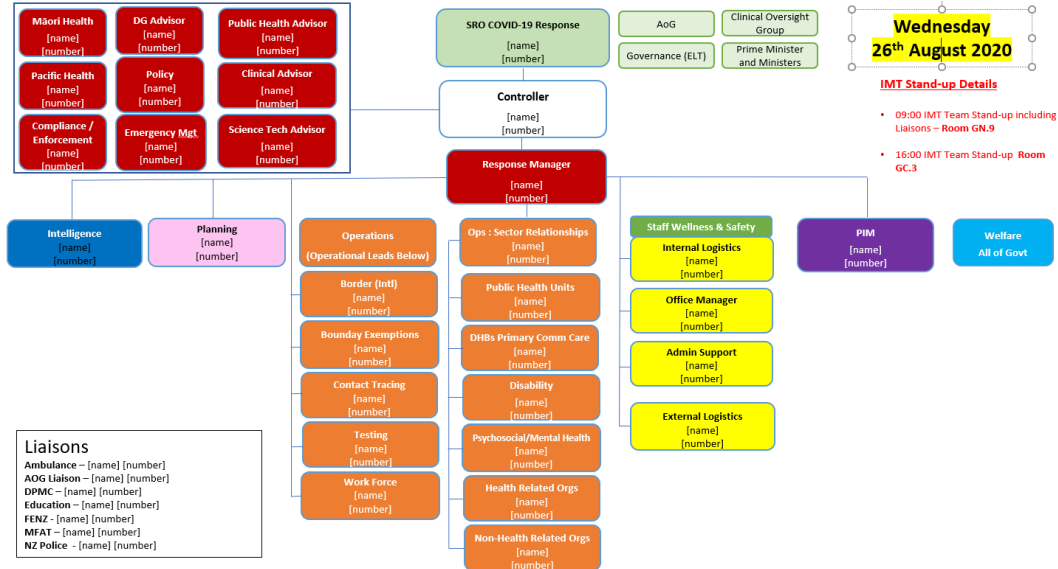 Māori Health
[name]
[number]
DG Advisor
[name]
[number]
Public Health Advisor
[name]
[number]
Pacific Health
[name]
[number]
Policy
[name]
[number]
Clinical Advisor
[name]
[number]
Compliance /
Enforcement
[name]
[number]
Emergency Mgt
[name]
[number]
Science Tech Advisor
[name]
[number]
SRO COVID-19 Response
[name]
[number]
AoG
Clinical Oversight
Group
Governance (ELT)
Prime Minister
and Ministers
Wednesday
26th August 2020
IMT Stand-up Details
• 09:00 IMT Team Stand-up including
Liaisons – Room GN.9
• 16:00 IMT Team Stand-up Room
GC.3
Controller
[name]
[number]
Response Manager
[name]
[number]
Intelligence
[name]
[number]
Planning
[name]
[number]
Operations
(Operational Leads Below)
Border (Intl)
[name]
[number]
Bounday Exemptions
[name]
[number]
Contact Tracing
[name]
[number]
Testing
[name]
[number]
Work Force
[name]
[number]
Ops : Sector Relationships
[name]
[number]
Public Health Units
[name]
[number]
DHBs Primary Comm Care
[name]
[number]
Disability
[name]
[number]
Psychosocial/Mental Health
[name]
[number]
Health Related Orgs
[name]
[number]
Non-Health Related Orgs
[name]
[number]
Staff Wellness & Safety
Internal Logistics
[name]
[number]
Office Manager
[name]
[number]
Admin Support
[name]
[number]
External Logistics
[name]
[number]
PIM
[name]
[number]
Welfare
All of Govt
Liaisons
Ambulance – [name] [number]
AOG Liaison – [name] [number]
DPMC – [name] [number]
Education – [name] [number]
FENZ - [name] [number]
MFAT – [name] [number]
NZ Police - [name] [number]